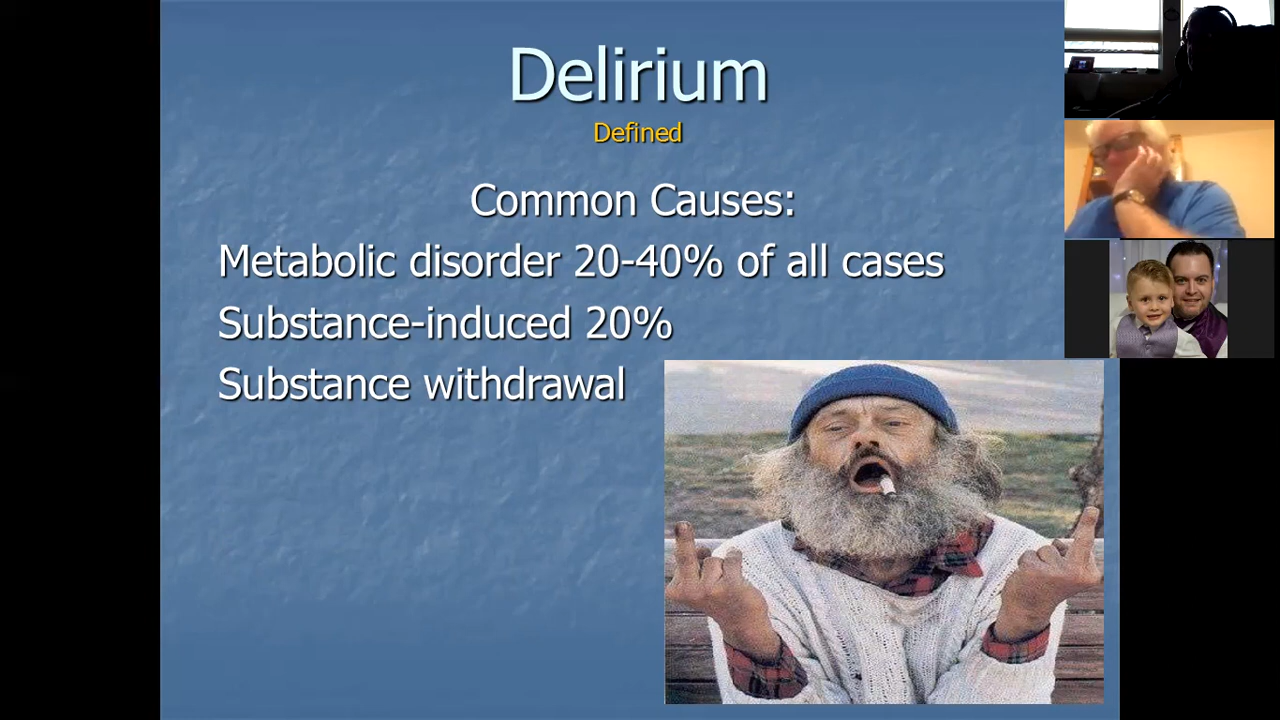 Delirium
Defined
Common Causes:
Metabolic disorder 20-40% of all cases
Substance-induced 20%
Substance withdrawal